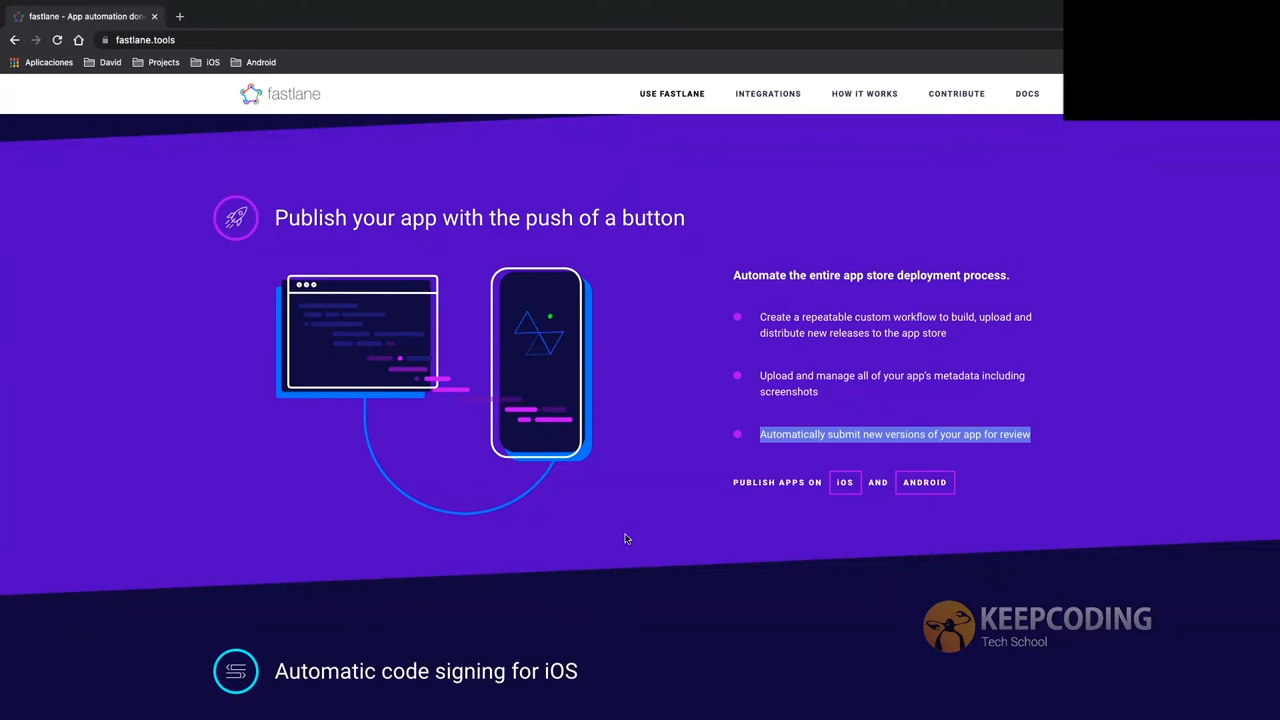 fastlane - App automation don
fastlane.tools
Aplicaciones David Projects iOS Android
fastlane USE FASTLANE INTEGRATIONS HOW IT WORKS CONTRIBUTE DOCS
Publish your app with the push of a button
Automate the entire app store deployment process.
Create a repeatable custom workflow to build, upload and
distribute new releases to the app store
Upload and manage all of your app's metadata including
screenshots
Automatically submit new versions of your app for review
PUBLISH APPS ON iOS AND ANDROID
KEEPCODING
Tech School
Automatic code signing for iOS